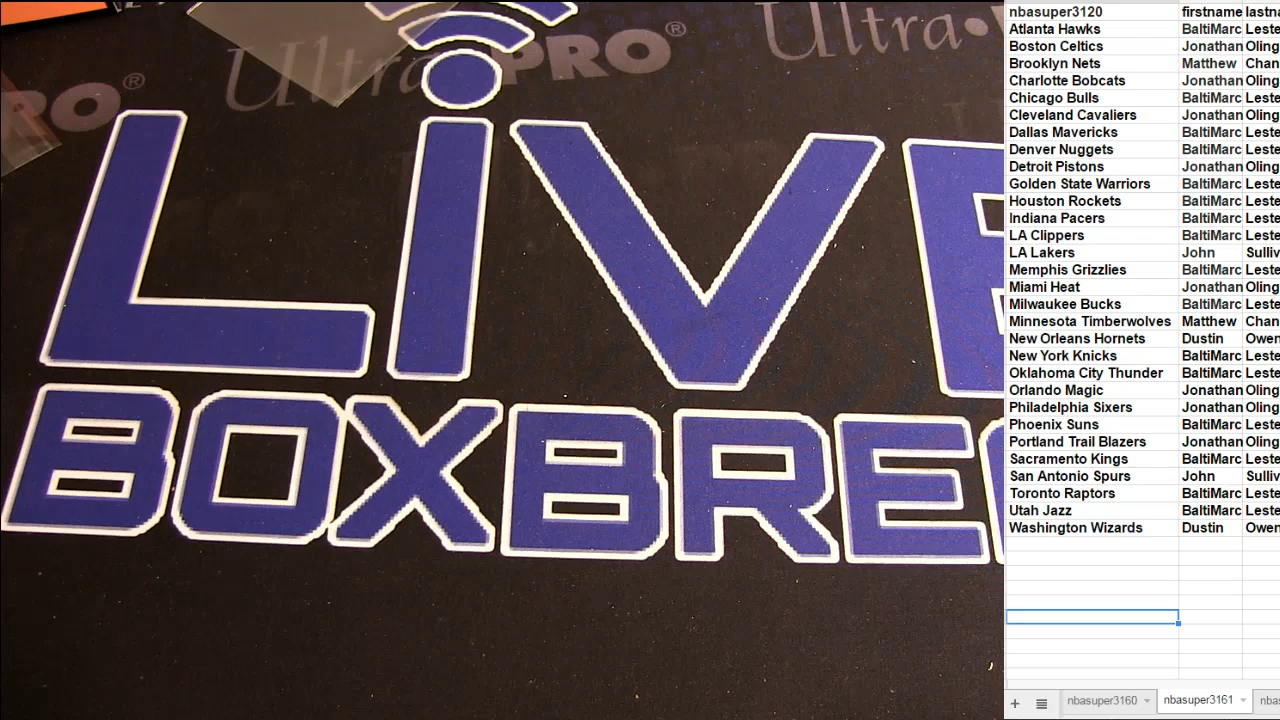 Ultra PRO®
Ultra
PRO®
LIVE
BOXBRE
nbasuper3120 firstname lastn
Atlanta Hawks BaltiMarc Leste
Boston Celtics Jonathan Oling
Brooklyn Nets Matthew Chan
Charlotte Bobcats Jonathan Oling
Chicago Bulls BaltiMarc Leste
Cleveland Cavaliers Jonathan Oling
Dallas Mavericks BaltiMarc Leste
Denver Nuggets BaltiMarc Leste
Detroit Pistons Jonathan Oling
Golden State Warriors BaltiMarc Leste
Houston Rockets BaltiMarc Leste
Indiana Pacers BaltiMarc Leste
LA Clippers BaltiMarc Leste
LA Lakers John Sulliv
Memphis Grizzlies BaltiMarc Leste
Miami Heat Jonathan Oling
Milwaukee Bucks BaltiMarc Leste
Minnesota Timberwolves Matthew Chan
New Orleans Hornets Dustin Owen
New York Knicks BaltiMarc Leste
Oklahoma City Thunder BaltiMarc Leste
Orlando Magic Jonathan Oling
Philadelphia Sixers Jonathan Oling
Phoenix Suns BaltiMarc Leste
Portland Trail Blazers Jonathan Oling
Sacramento Kings BaltiMarc Leste
San Antonio Spurs John Sulliv
Toronto Raptors BaltiMarc Leste
Utah Jazz BaltiMarc Leste
Washington Wizards Dustin Owen
nbasuper3160 nbasuper3161 nba